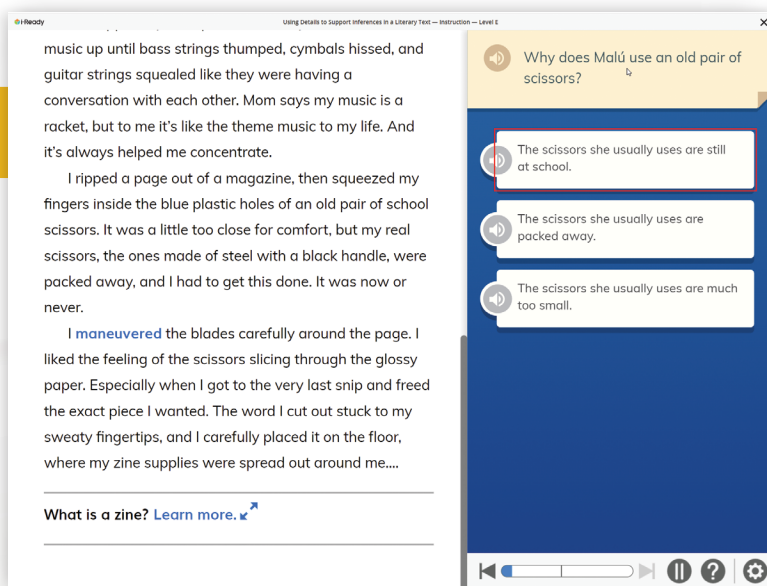 i-Ready
Using Details to Support Inferences in a Literary Text — Instruction — Level E
music up until bass strings thumped, cymbals hissed, and
guitar strings squealed like they were having a
conversation with each other. Mom says my music is a
racket, but to me it's like the theme music to my life. And
it's always helped me concentrate.
I ripped a page out of a magazine, then squeezed my
fingers inside the blue plastic holes of an old pair of school
scissors. It was a little too close for comfort, but my real
scissors, the ones made of steel with a black handle, were
packed away, and I had to get this done. It was now or
never.
I maneuvered the blades carefully around the page. I
liked the feeling of the scissors slicing through the glossy
paper. Especially when I got to the very last snip and freed
the exact piece I wanted. The word I cut out stuck to my
sweaty fingertips, and I carefully placed it on the floor,
where my zine supplies were spread out around me....
What is a zine? Learn more.
Why does Malú use an old pair of
scissors?
The scissors she usually uses are still
at school.
The scissors she usually uses are
packed away.
The scissors she usually uses are much
too small.